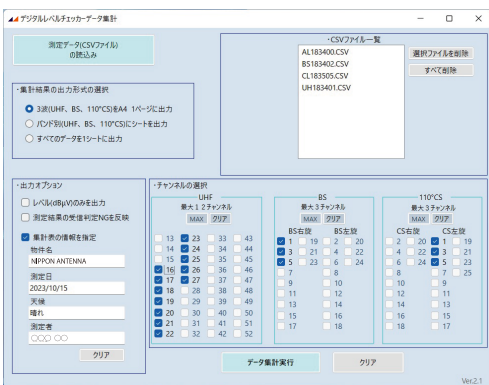 デジタルレベルチェッカーデータ集計
測定データ(CSVファイル)
の読込み
・CSVファイル一覧
AL183400.CSV
BS183402.CSV
CL183505.CSV
UH183401.CSV
選択ファイルを削除
すべて削除
・集計結果の出力形式の選択
3波(UHF、BS、110°CS)をA4 1ページに出力
バンド別(UHF、BS、110°CS)にシートを出力
すべてのデータを1シートに出力
・出力オプション
レベル(dBμV)のみを出力
測定結果の受信判定NGを反映
集計表の情報を指定
物件名
NIPPON ANTENNA
測定日
2023/10/15
天候
晴れ
測定者
○○○ ○○
クリア
・チャンネルの選択
UHF
最大12チャンネル
MAX クリア
13 23 33 43
14 24 34 44
15 25 35 45
16 26 36 46
17 27 37 47
18 28 38 48
19 29 39 49
20 30 40 50
21 31 41 51
22 32 42 52
BS
最大3チャンネル
MAX クリア
BS右旋 BS左旋
1 19 2 20
3 21 4 22
5 23 6 24
7 8
9 10
11 12
13 14
15 16
17 18
110°CS
最大3チャンネル
MAX クリア
CS右旋 CS左旋
2 20 1 19
4 22 3 21
6 24 5 23
8 7 25
10 9
12 11
14 13
16 15
18 17
データ集計実行
クリア
Ver.2.1